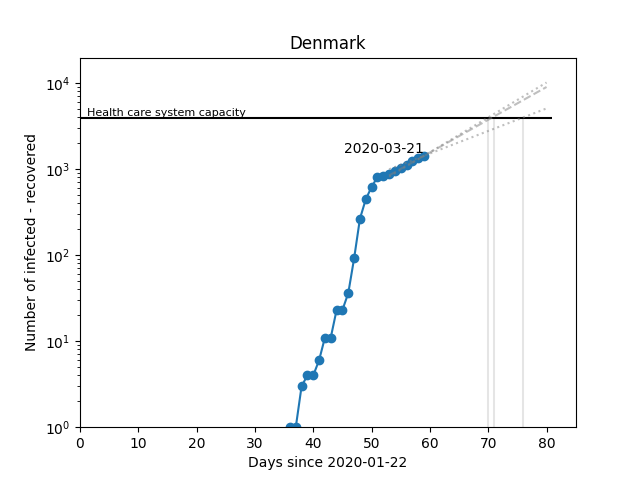 Denmark
10⁴
Health care system capacity
2020-03-21
10³
10²
10¹
10⁰
Number of infected - recovered
0 10 20 30 40 50 60 70 80
Days since 2020-01-22